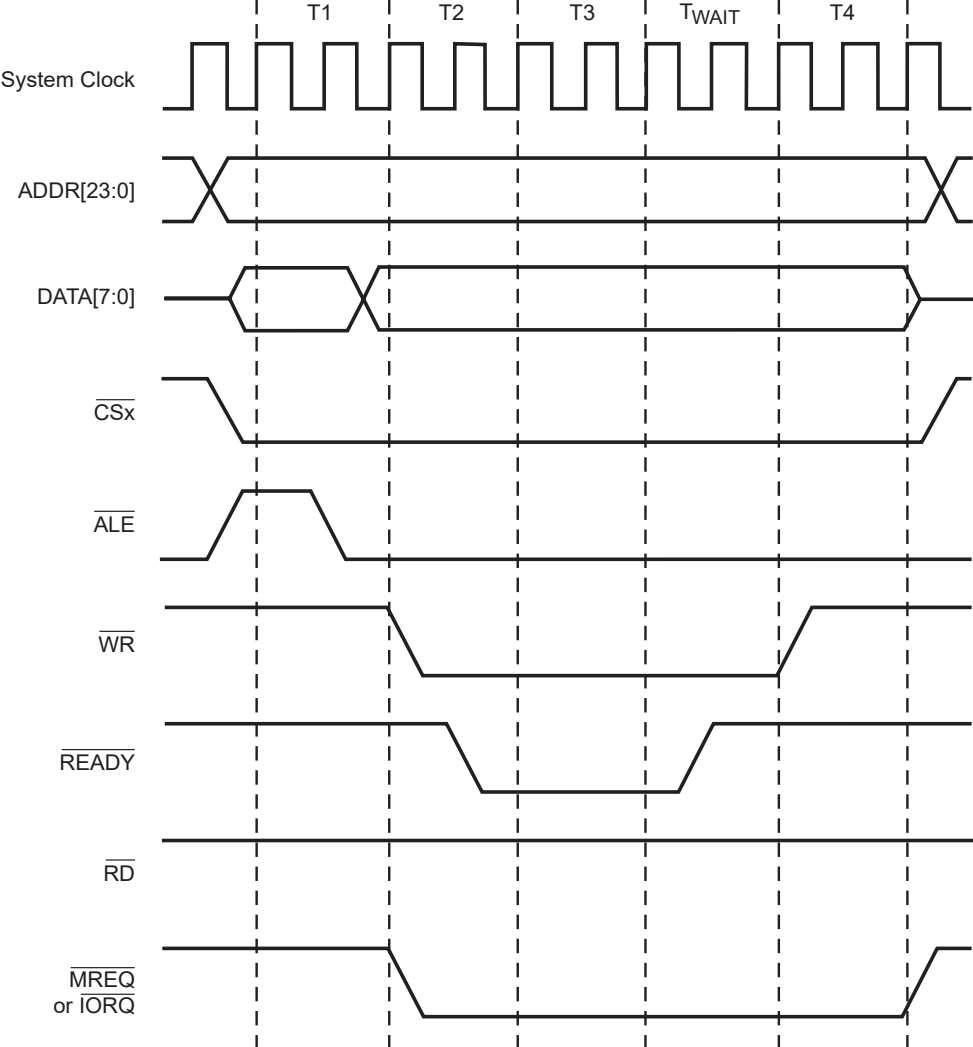 T1 T2 T3 TWAIT T4
System Clock
ADDR[23:0]
DATA[7:0]
CSx
ALE
WR
READY
RD
MREQ
or IORQ